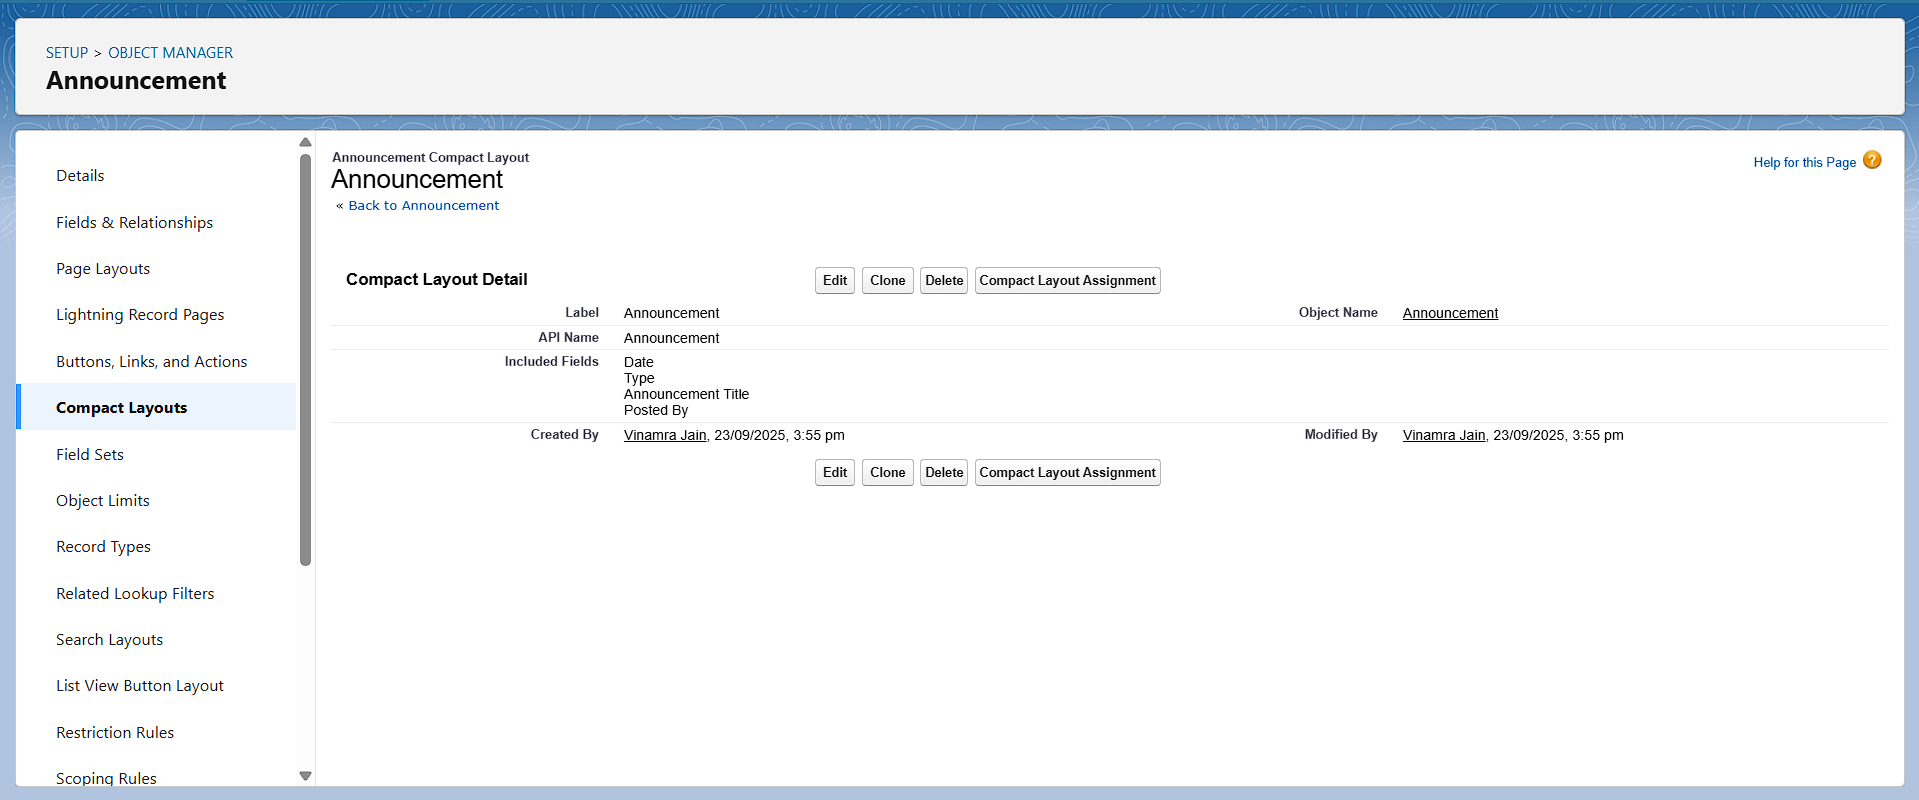 SETUP > OBJECT MANAGER
Announcement
Details
Fields & Relationships
Page Layouts
Lightning Record Pages
Buttons, Links, and Actions
Compact Layouts
Field Sets
Object Limits
Record Types
Related Lookup Filters
Search Layouts
List View Button Layout
Restriction Rules
Scoping Rules
Announcement Compact Layout
Announcement
« Back to Announcement
Help for this Page ?
Compact Layout Detail Edit Clone Delete Compact Layout Assignment
Label Announcement Object Name Announcement
API Name Announcement
Included Fields Date
Type
Announcement Title
Posted By
Created By Vinamra Jain, 23/09/2025, 3:55 pm Modified By Vinamra Jain, 23/09/2025, 3:55 pm
Edit Clone Delete Compact Layout Assignment